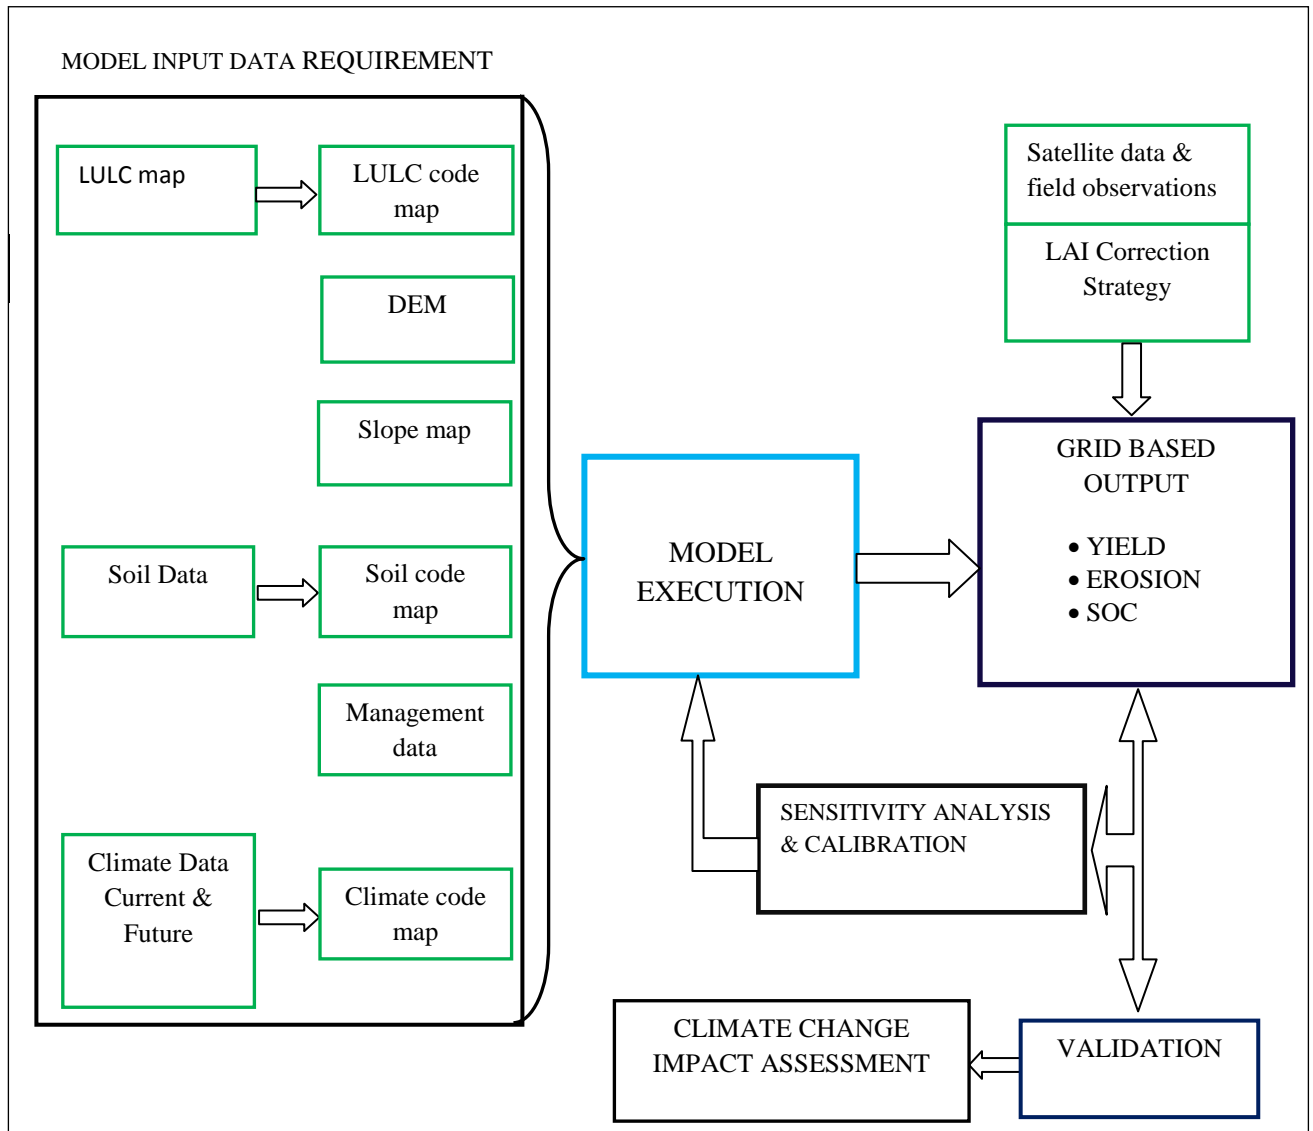 MODEL INPUT DATA REQUIREMENT
LULC map
LULC code
map
DEM
Slope map
Soil Data
Soil code
map
Management
data
Climate Data
Current &
Future
Climate code
map
MODEL
EXECUTION
Satellite data &
field observations
LAI Correction
Strategy
GRID BASED
OUTPUT
• YIELD
• EROSION
• SOC
SENSITIVITY ANALYSIS
& CALIBRATION
CLIMATE CHANGE
IMPACT ASSESSMENT
VALIDATION